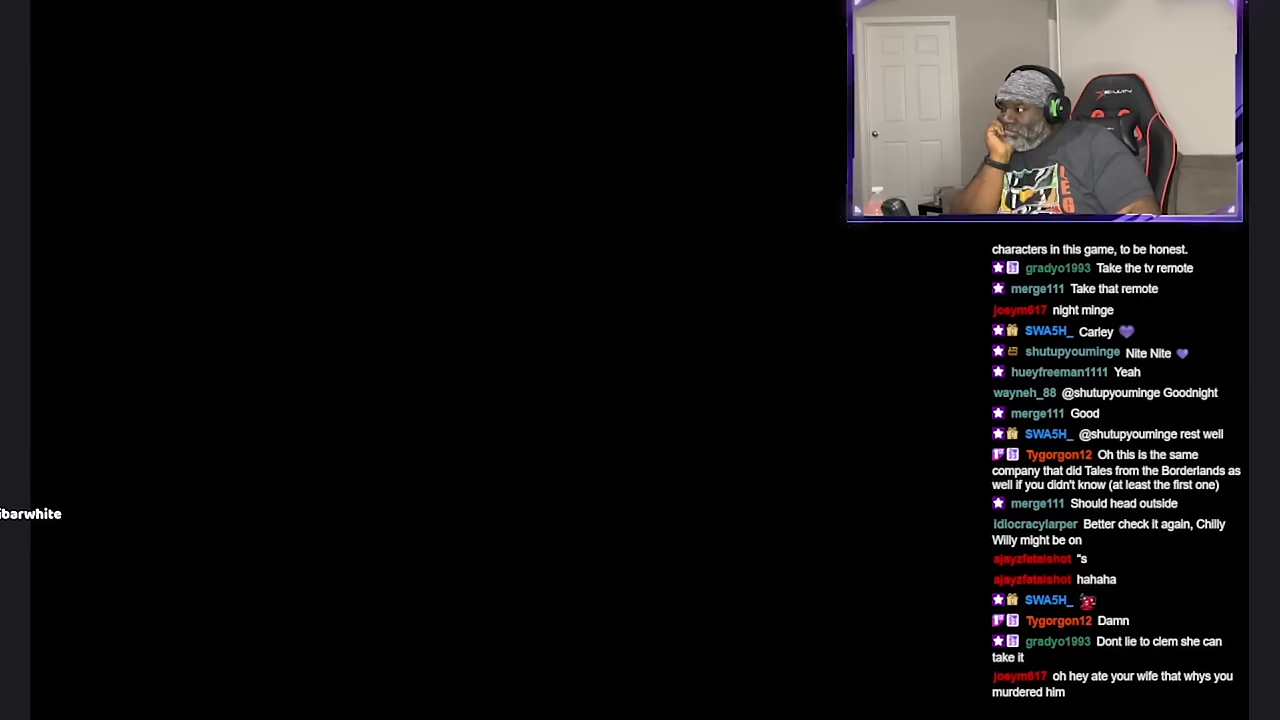 characters in this game, to be honest.
gradyo1993 Take the tv remote
merge111 Take that remote
joeym617 night minge
SWA5H_ Carley
shutupyouminge Nite Nite
hueyfreeman1111 Yeah
wayneh_88 @shutupyouminge Goodnight
merge111 Good
SWA5H_ @shutupyouminge rest well
Tygorgon12 Oh this is the same
company that did Tales from the Borderlands as
well if you didn't know (at least the first one)
merge111 Should head outside
idiocracylarper Better check it again, Chilly
Willy might be on
ajayzfatalshot "s
ajayzfatalshot hahaha
SWA5H_
Tygorgon12 Damn
gradyo1993 Dont lie to clem she can
take it
joeym617 oh hey ate your wife that whys you
murdered him
barwhite